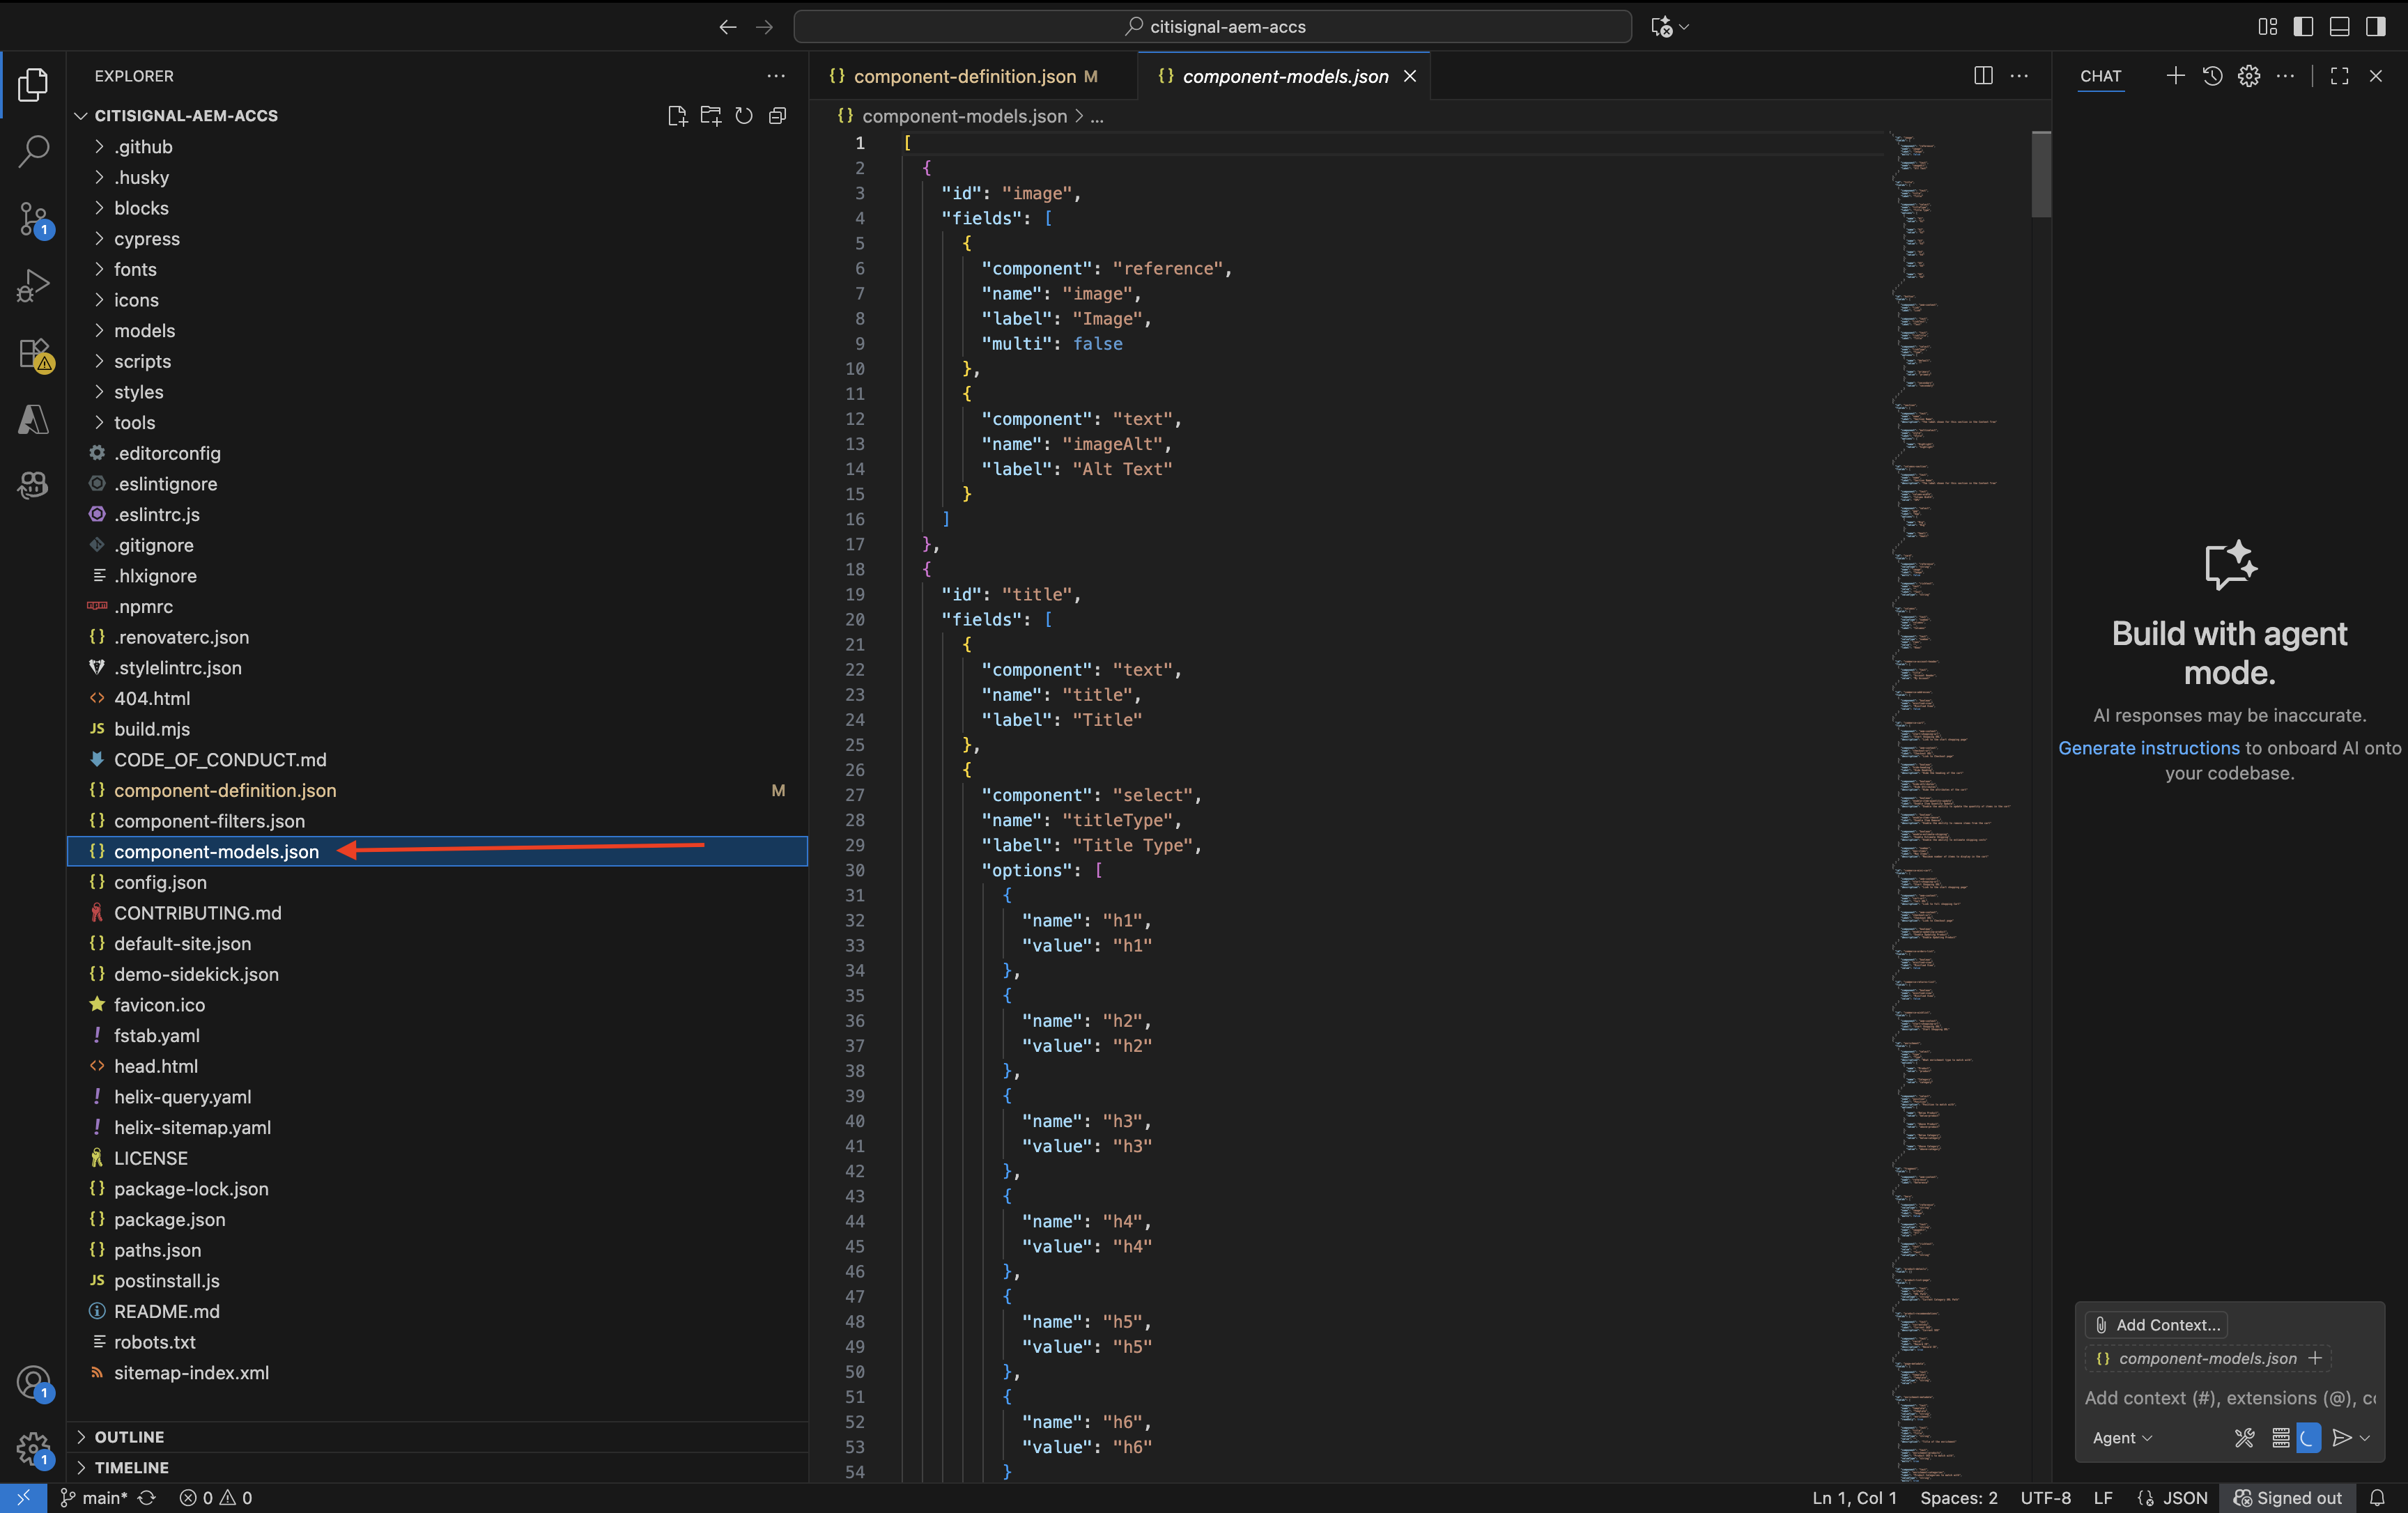 citisignal-aem-accs
EXPLORER
CITISIGNAL-AEM-ACCS
.github
.husky
blocks
cypress
fonts
icons
models
scripts
styles
tools
.editorconfig
.eslintignore
.eslintrc.js
.gitignore
.hlxignore
.npmrc
.renovaterc.json
.stylelintrc.json
404.html
build.mjs
CODE_OF_CONDUCT.md
component-definition.json M
component-filters.json
component-models.json
config.json
CONTRIBUTING.md
default-site.json
demo-sidekick.json
favicon.ico
fstab.yaml
head.html
helix-query.yaml
helix-sitemap.yaml
LICENSE
package-lock.json
package.json
paths.json
postinstall.js
README.md
robots.txt
sitemap-index.xml
OUTLINE
TIMELINE
component-definition.json M
component-models.json
component-models.json > ...
1 [
2 {
3 "id": "image",
4 "fields": [
5 {
6 "component": "reference",
7 "name": "image",
8 "label": "Image",
9 "multi": false
10 },
11 {
12 "component": "text",
13 "name": "imageAlt",
14 "label": "Alt Text"
15 }
16 ]
17 },
18 {
19 "id": "title",
20 "fields": [
21 {
22 "component": "text",
23 "name": "title",
24 "label": "Title"
25 },
26 {
27 "component": "select",
28 "name": "titleType",
29 "label": "Title Type",
30 "options": [
31 {
32 "name": "h1",
33 "value": "h1"
34 },
35 {
36 "name": "h2",
37 "value": "h2"
38 },
39 {
40 "name": "h3",
41 "value": "h3"
42 },
43 {
44 "name": "h4",
45 "value": "h4"
46 },
47 {
48 "name": "h5",
49 "value": "h5"
50 },
51 {
52 "name": "h6",
53 "value": "h6"
54 }
CHAT
Build with agent
mode.
AI responses may be inaccurate.
Generate instructions to onboard AI onto
your codebase.
Add Context...
component-models.json
Add context (#), extensions (@), co
Agent
1
1
1
main*
0
0
Ln 1, Col 1
Spaces: 2
UTF-8
LF
JSON
Signed out